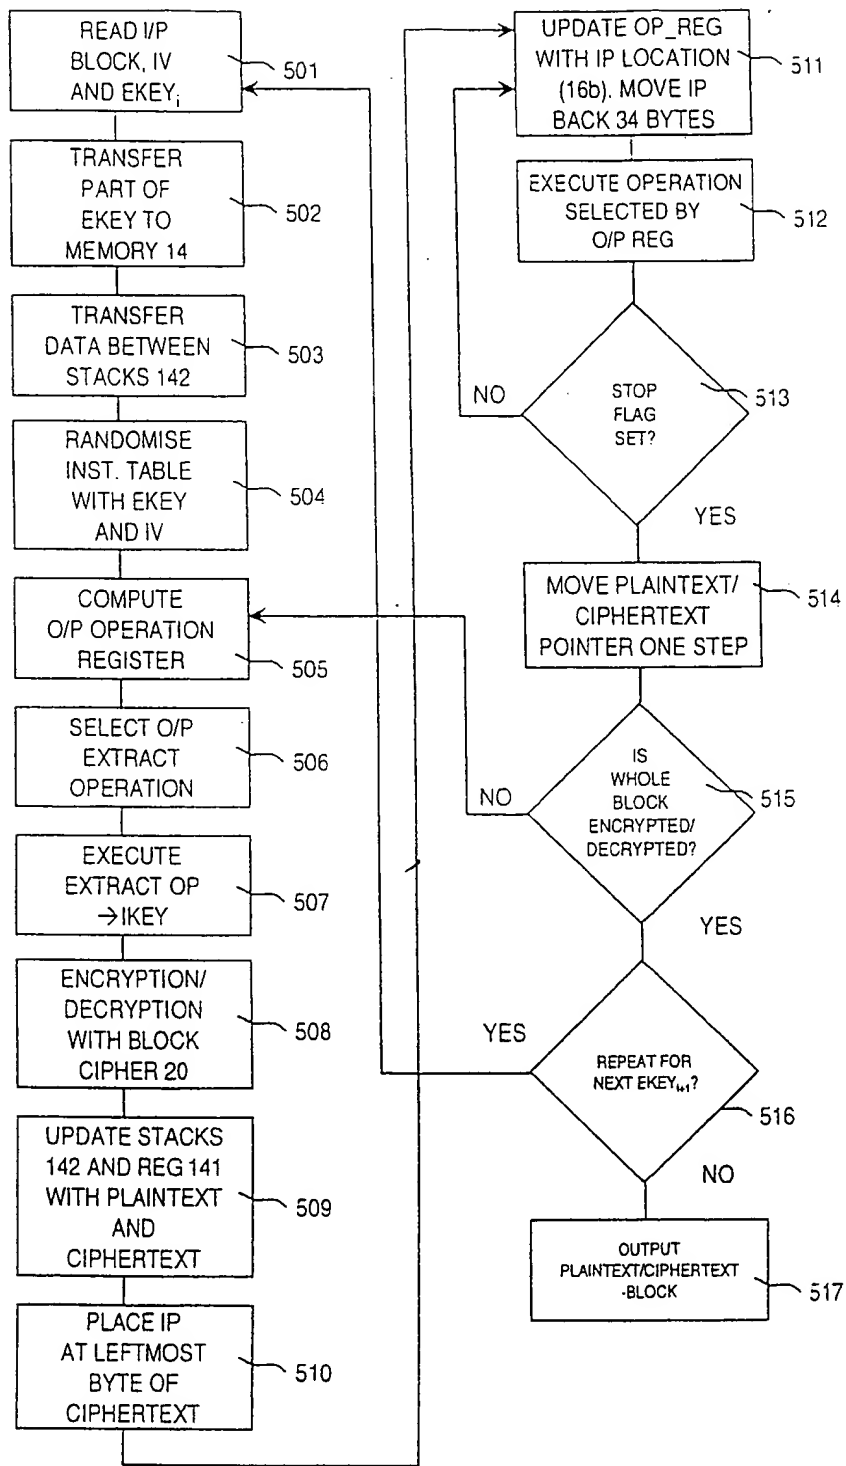 READ I/P
BLOCK, IV
AND EKEYi
501
TRANSFER
PART OF
EKEY TO
MEMORY 14
502
TRANSFER
DATA BETWEEN
STACKS 142
503
RANDOMISE
INST. TABLE
WITH EKEY
AND IV
504
COMPUTE
O/P OPERATION
REGISTER
505
SELECT O/P
EXTRACT
OPERATION
506
EXECUTE
EXTRACT OP
→IKEY
507
ENCRYPTION/
DECRYPTION
WITH BLOCK
CIPHER 20
508
UPDATE STACKS
142 AND REG 141
WITH PLAINTEXT
AND
CIPHERTEXT
509
PLACE IP
AT LEFTMOST
BYTE OF
CIPHERTEXT
510
UPDATE OP_REG
WITH IP LOCATION
(16b). MOVE IP
BACK 34 BYTES
511
EXECUTE OPERATION
SELECTED BY
O/P REG
512
STOP
FLAG
SET?
513
NO
YES
MOVE PLAINTEXT/
CIPHERTEXT
POINTER ONE STEP
514
IS
WHOLE
BLOCK
ENCRYPTED/
DECRYPTED?
515
NO
YES
REPEAT FOR
NEXT EKEYi+1?
516
YES
NO
OUTPUT
PLAINTEXT/CIPHERTEXT
-BLOCK
517